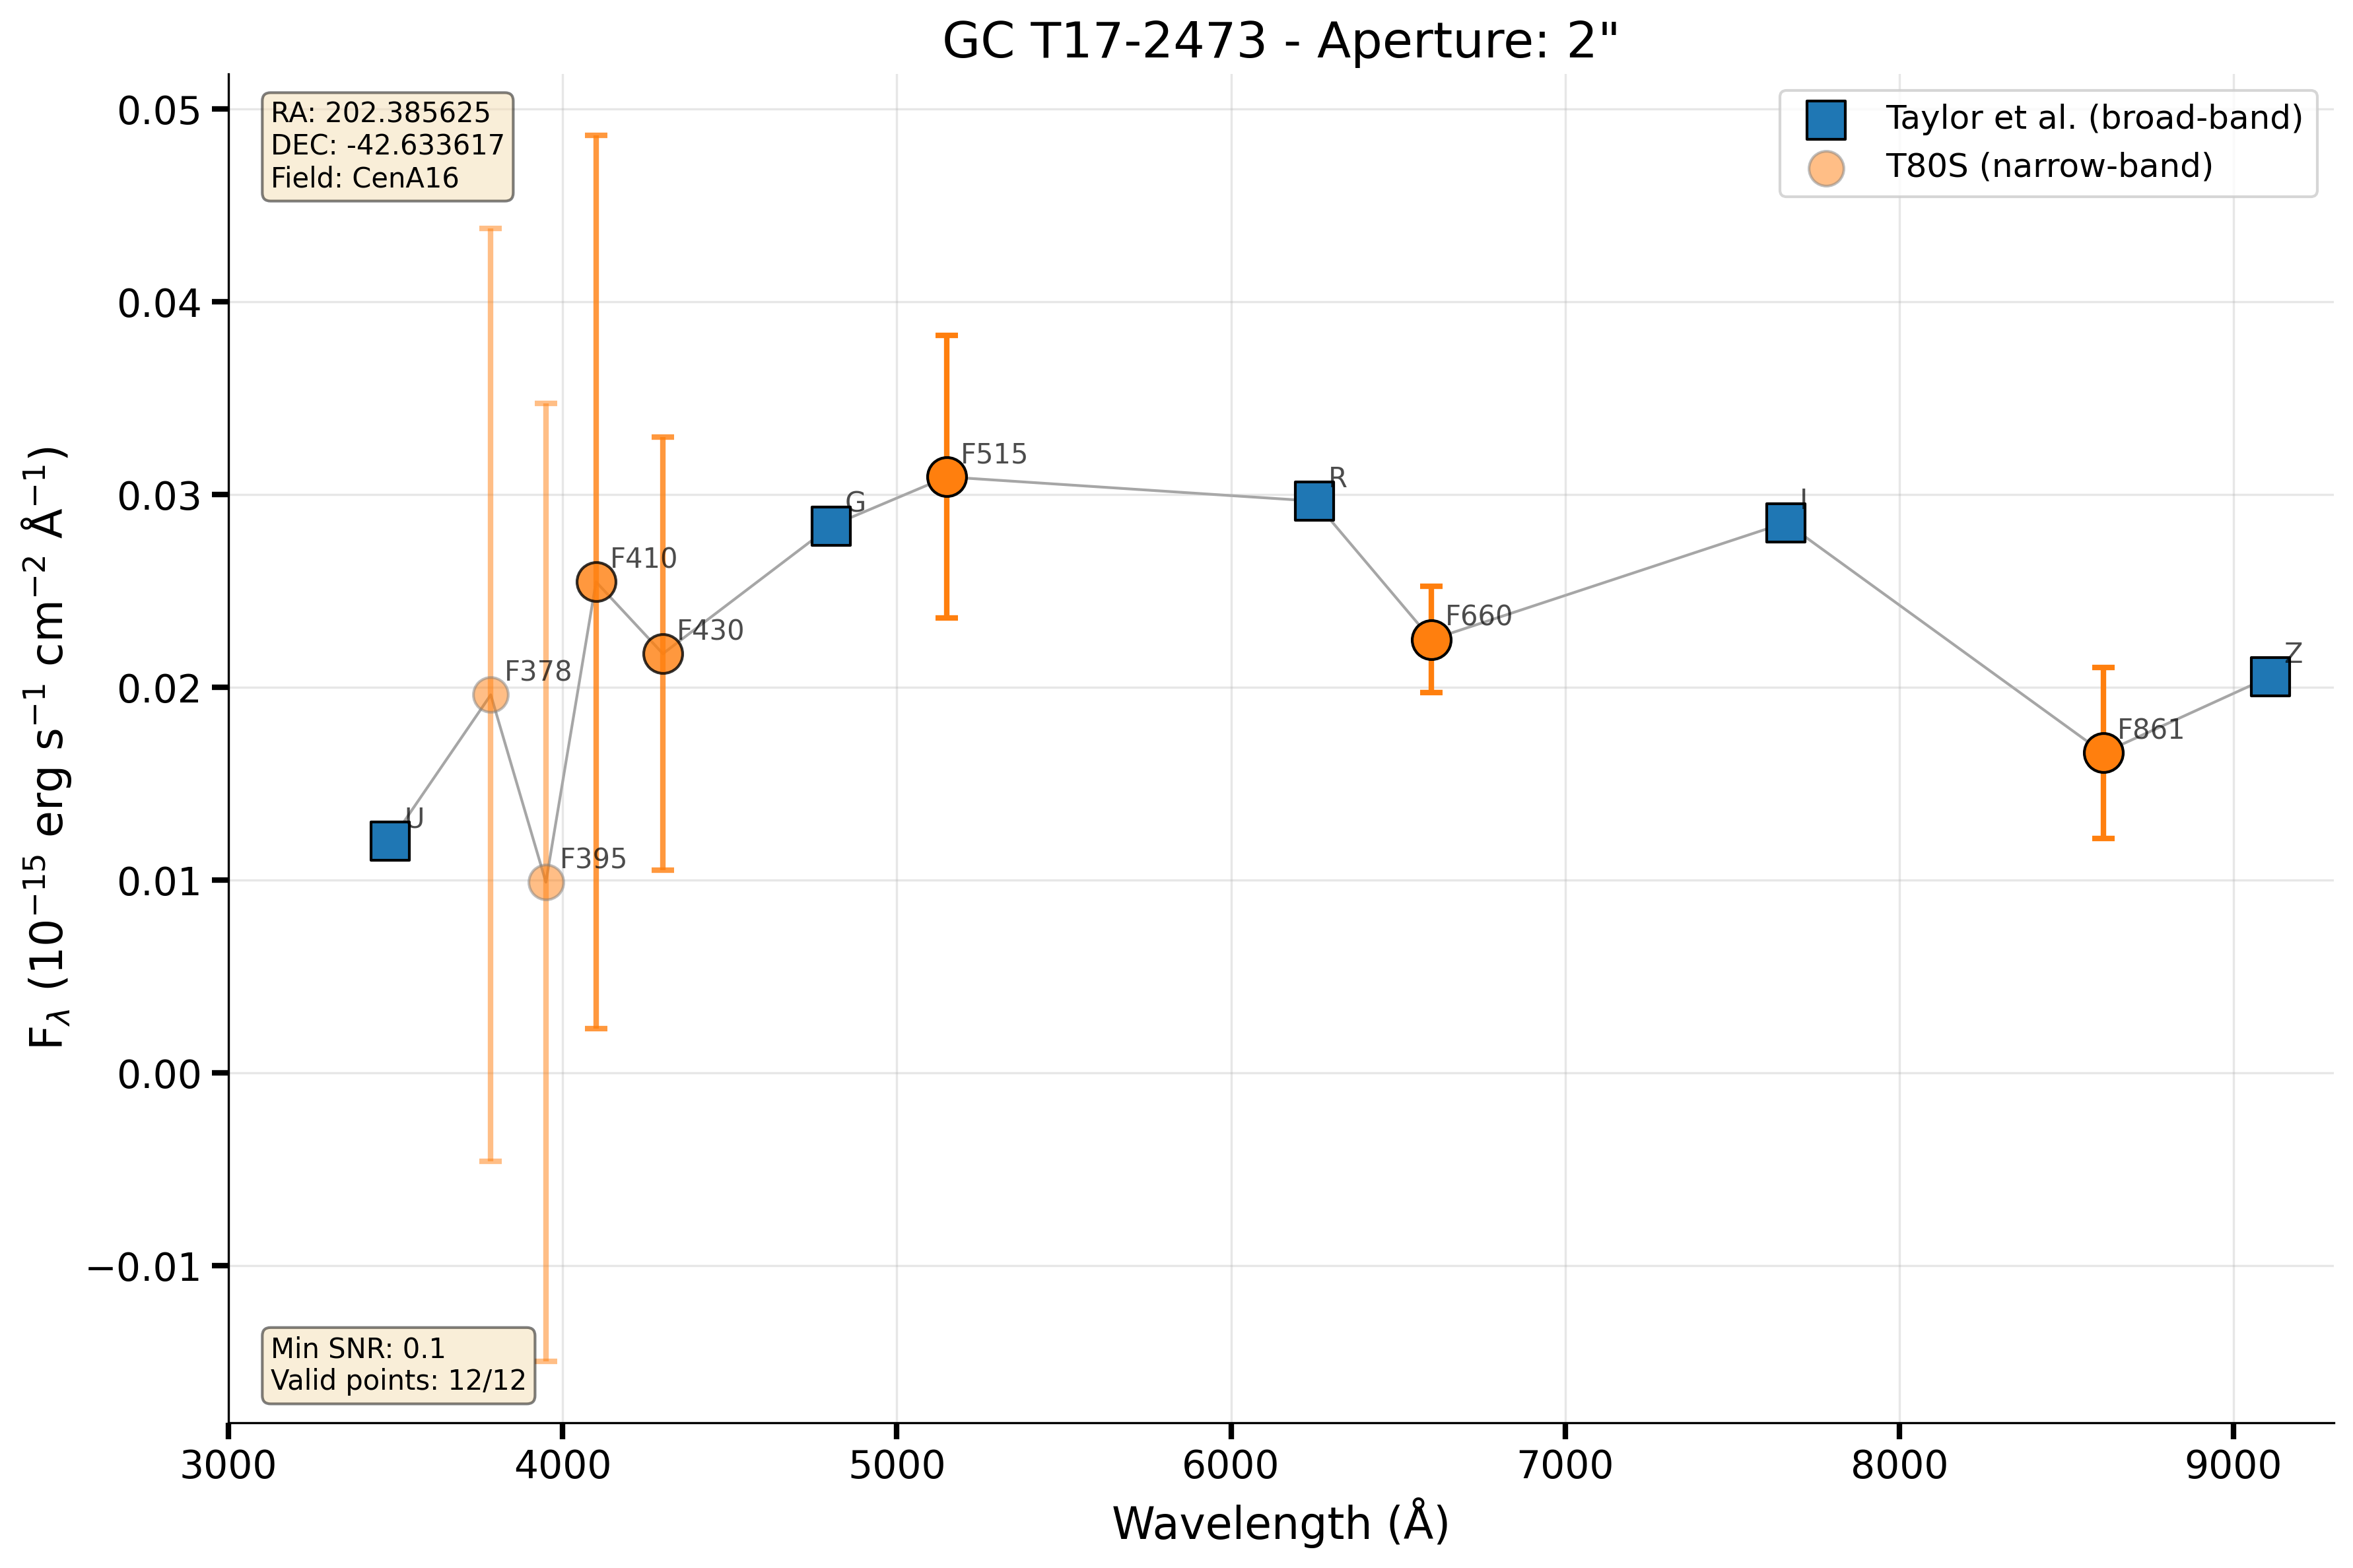 GC T17-2473 - Aperture: 2"
RA: 202.385625
DEC: -42.633617
Field: CenA16
Taylor et al. (broad-band)
T80S (narrow-band)
0.05
0.04
0.03
0.02
0.01
0.00
−0.01
F_λ (10⁻¹⁵ erg s⁻¹ cm⁻² Å⁻¹)
U
F378
F395
F410
F430
G
F515
R
F660
I
F861
Z
Min SNR: 0.1
Valid points: 12/12
3000 4000 5000 6000 7000 8000 9000
Wavelength (Å)